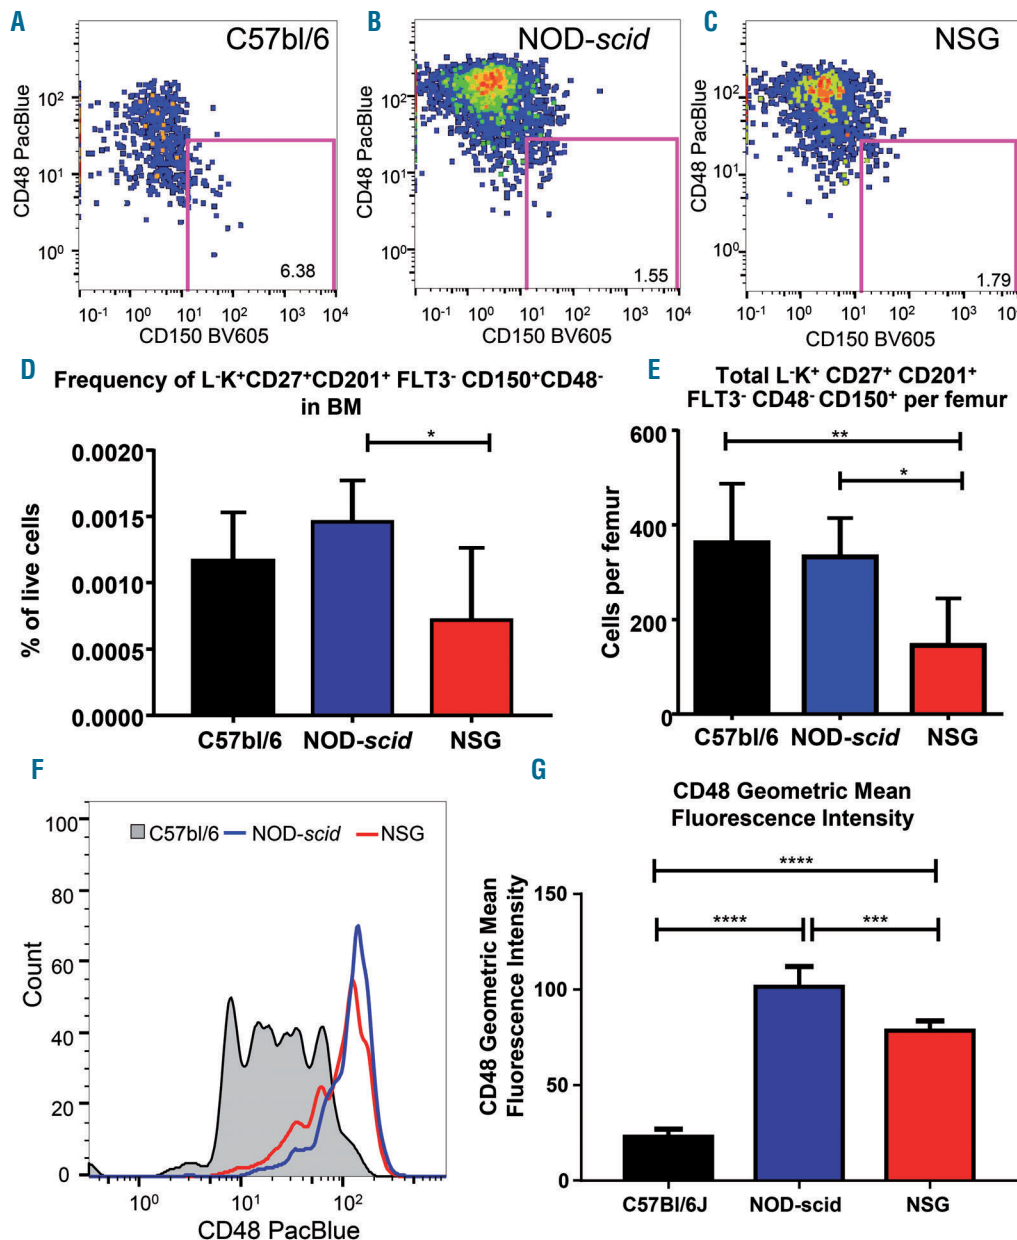 A
C57bl/6
CD48 PacBlue
10²
10¹
10⁰
6.38
10⁻¹ 10⁰ 10¹ 10² 10³ 10⁴
CD150 BV605
B
NOD-scid
CD48 PacBlue
10²
10¹
10⁰
1.55
10⁻¹ 10⁰ 10¹ 10² 10³ 10⁴
CD150 BV605
C
NSG
CD48 PacBlue
10²
10¹
10⁰
1.79
10⁻¹ 10⁰ 10¹ 10² 10³ 10⁴
CD150 BV605
D
Frequency of L⁻K⁺CD27⁺CD201⁺ FLT3⁻ CD150⁺CD48⁻
in BM
*
% of live cells
0.0020
0.0015
0.0010
0.0005
0.0000
C57bl/6 NOD-scid NSG
E
Total L⁻K⁺ CD27⁺ CD201⁺
FLT3⁻ CD48⁻ CD150⁺ per femur
**
*
Cells per femur
600
400
200
0
C57bl/6 NOD-scid NSG
F
C57bl/6 NOD-scid NSG
Count
100
80
60
40
20
0
10⁰ 10¹ 10²
CD48 PacBlue
G
CD48 Geometric Mean
Fluorescence Intensity
****
**** ***
CD48 Geometric Mean
Fluorescence Intensity
150
100
50
0
C57Bl/6J NOD-scid NSG